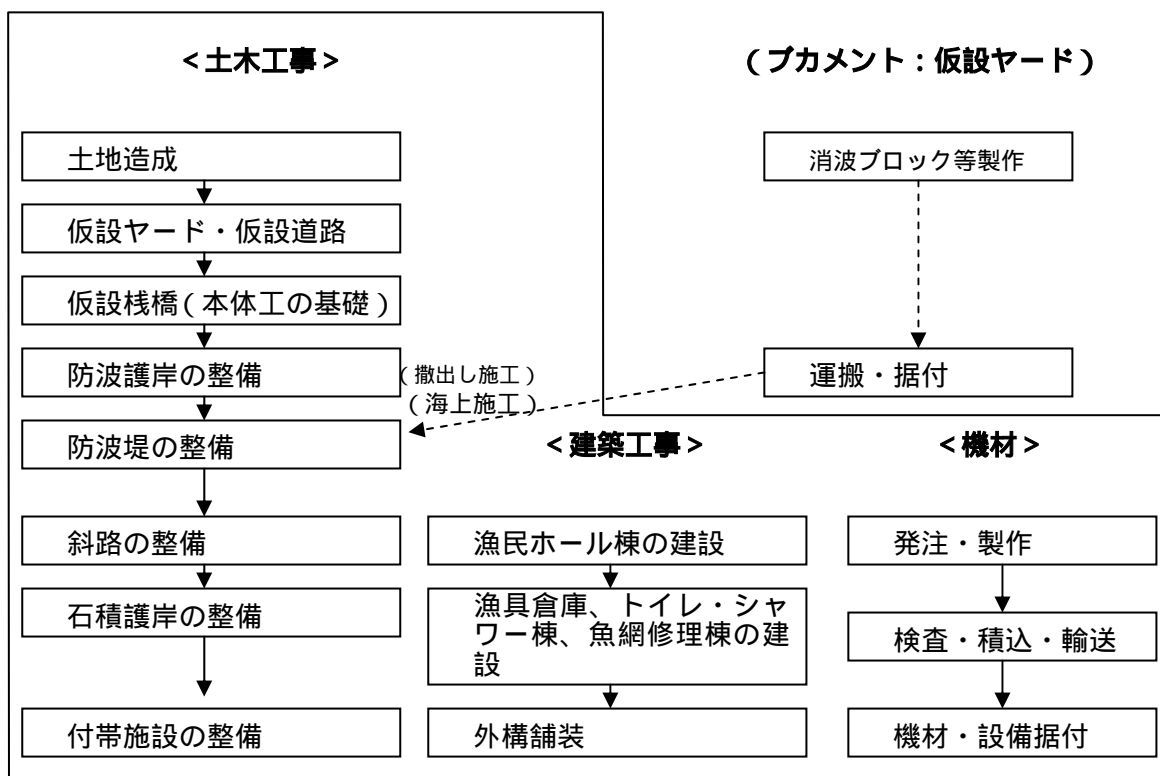 <土木工事>
土地造成
仮設ヤード・仮設道路
仮設桟橋(本体工の基礎)
防波護岸の整備
防波堤の整備
斜路の整備
石積護岸の整備
付帯施設の整備
(ブカメント:仮設ヤード)
消波ブロック等製作
運搬・据付
(撒出し施工)
(海上施工)
<建築工事>
漁民ホール棟の建設
漁具倉庫、トイレ・シャ
ワー棟、魚網修理棟の建
設
外構舗装
<機材>
発注・製作
検査・積込・輸送
機材・設備据付